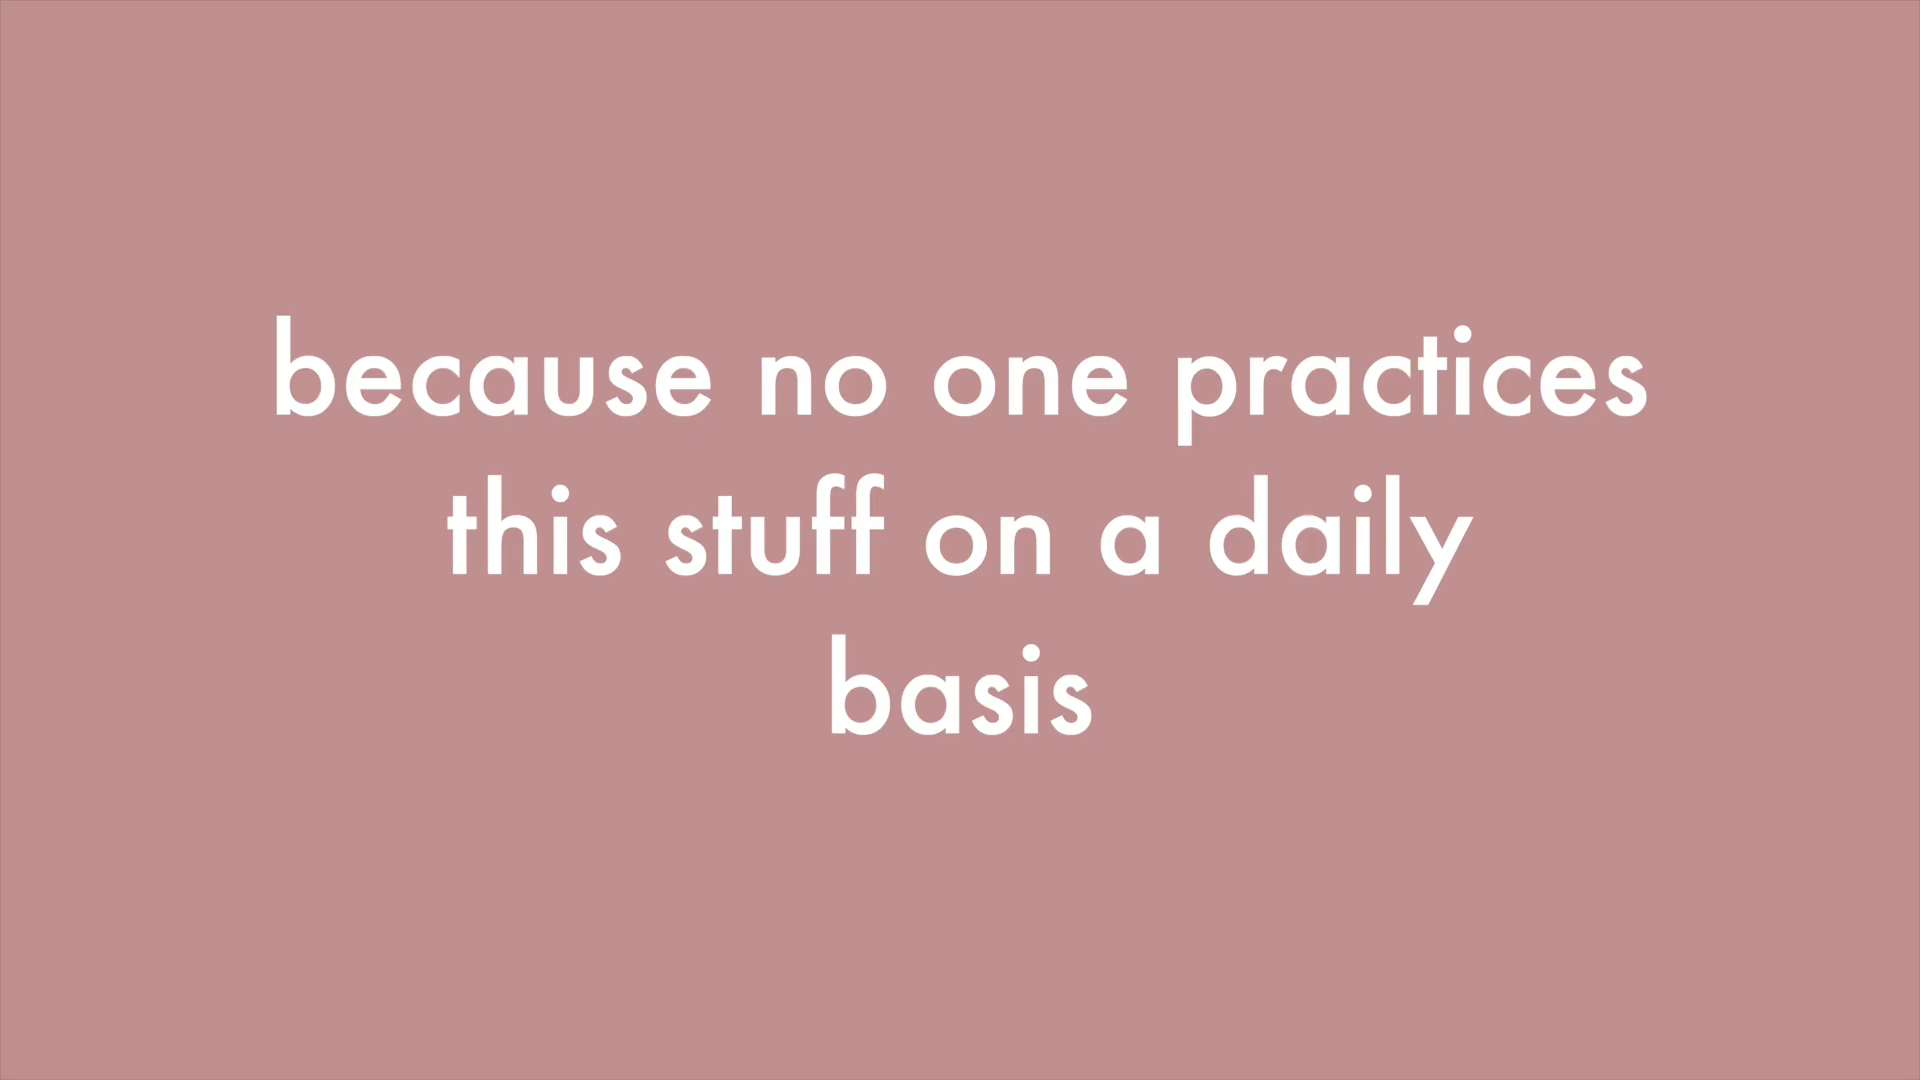 because no one practices
this stuff on a daily
basis